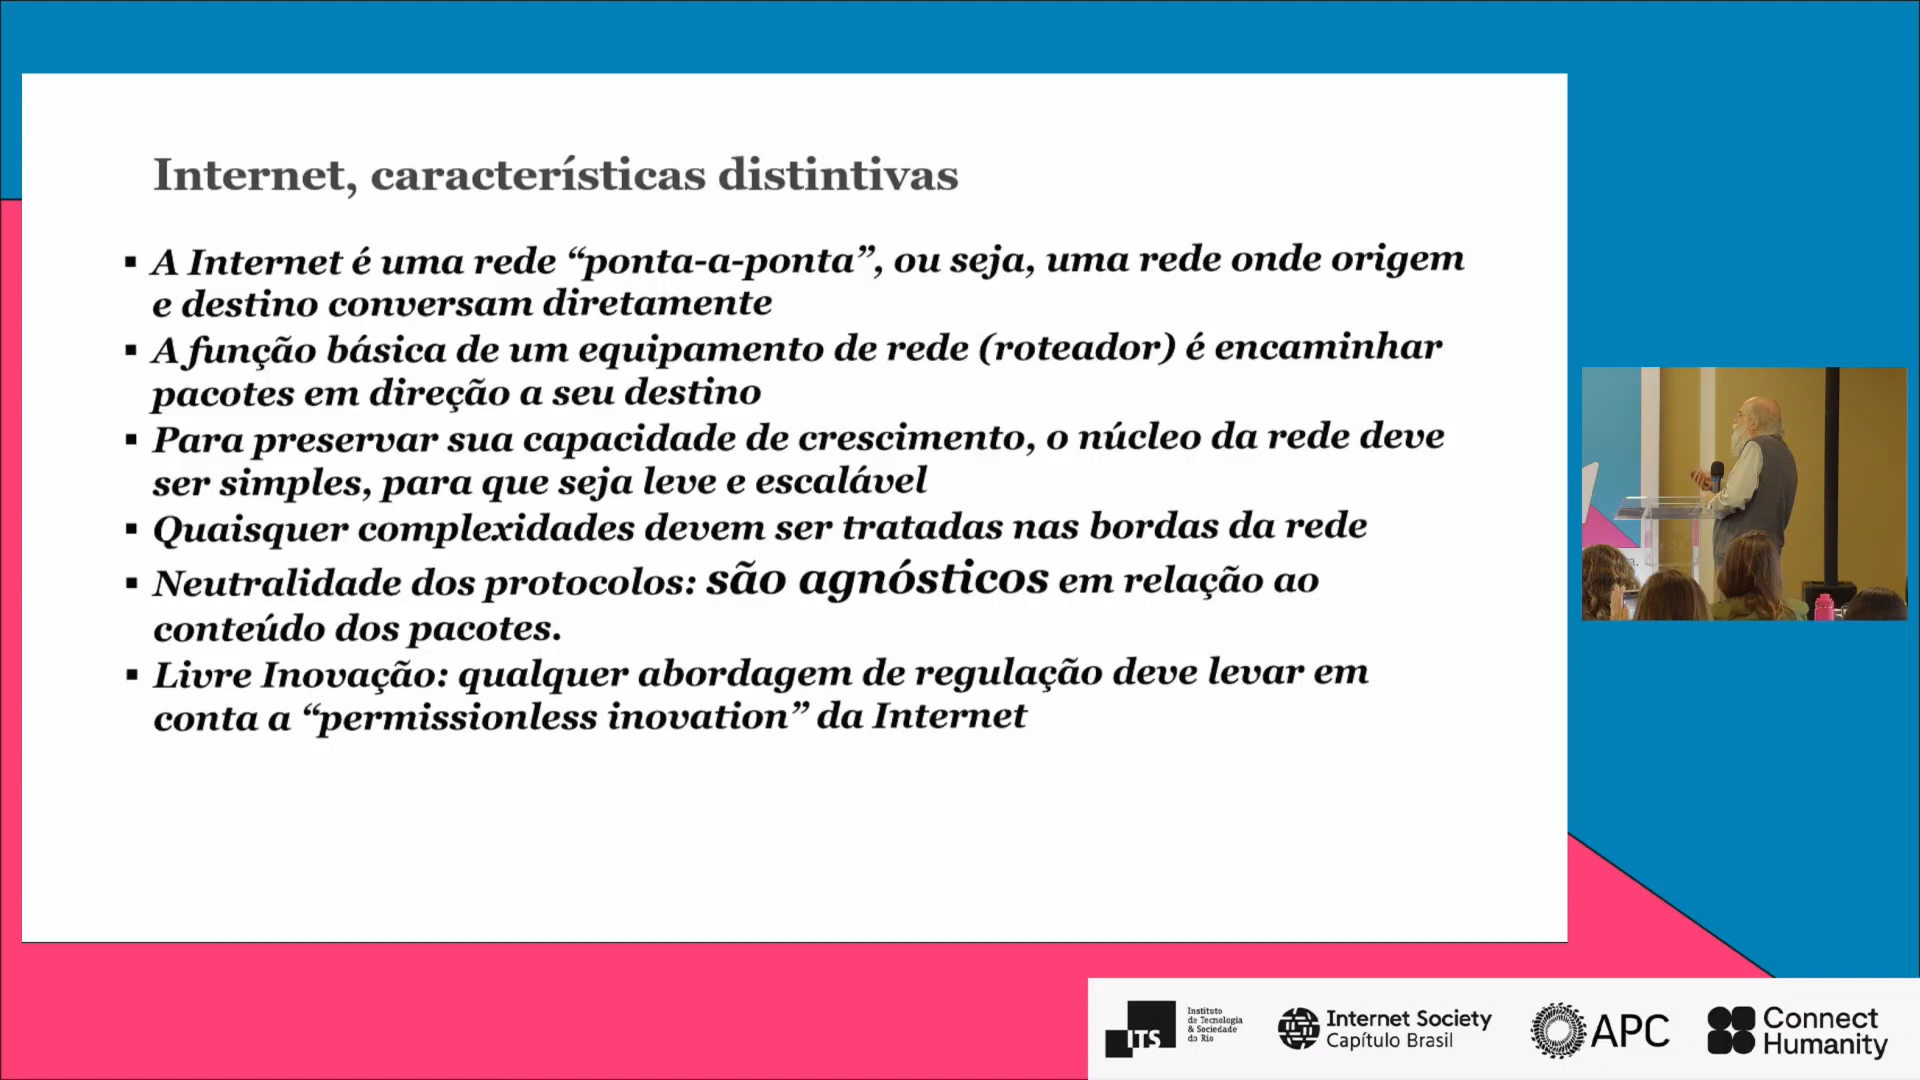 Internet, características distintivas
▪ A Internet é uma rede “ponta-a-ponta”, ou seja, uma rede onde origem
e destino conversam diretamente
▪ A função básica de um equipamento de rede (roteador) é encaminhar
pacotes em direção a seu destino
▪ Para preservar sua capacidade de crescimento, o núcleo da rede deve
ser simples, para que seja leve e escalável
▪ Quaisquer complexidades devem ser tratadas nas bordas da rede
▪ Neutralidade dos protocolos: são agnósticos em relação ao
conteúdo dos pacotes.
▪ Livre Inovação: qualquer abordagem de regulação deve levar em
conta a “permissionless inovation” da Internet
ITS
Instituto
de Tecnologia
& Sociedade
do Rio
Internet Society
Capítulo Brasil
APC
Connect
Humanity